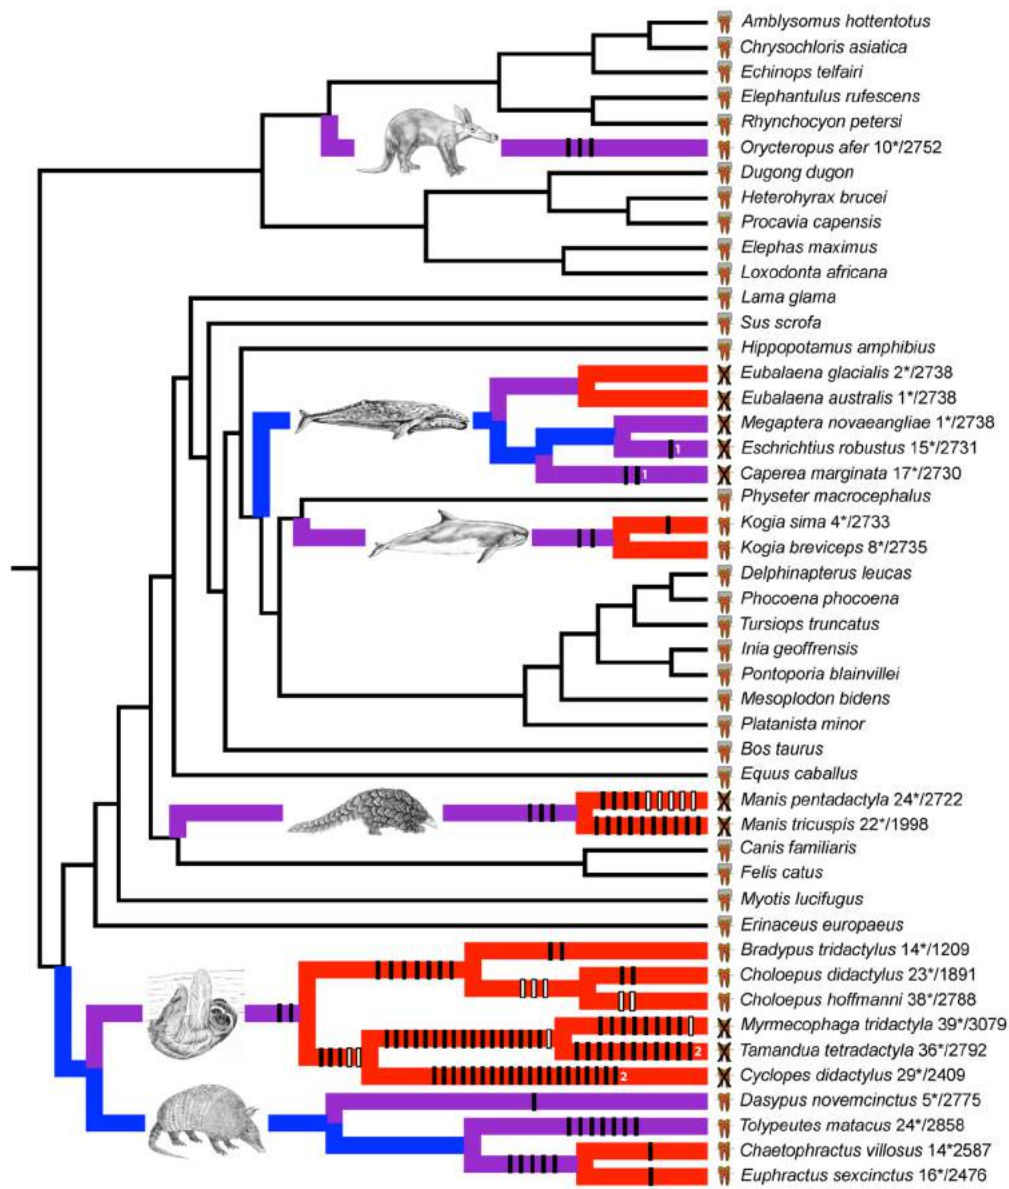 Amblysomus hottentotus
Chrysochloris asiatica
Echinops telfairi
Elephantulus rufescens
Rhynchocyon petersi
Orycteropus afer 10*/2752
Dugong dugon
Heterohyrax brucei
Procavia capensis
Elephas maximus
Loxodonta africana
Lama glama
Sus scrofa
Hippopotamus amphibius
Eubalaena glacialis 2*/2738
Eubalaena australis 1*/2738
Megaptera novaeangliae 1*/2738
1 Eschrichtius robustus 15*/2731
1 Caperea marginata 17*/2730
Physeter macrocephalus
Kogia sima 4*/2733
Kogia breviceps 8*/2735
Delphinapterus leucas
Phocoena phocoena
Tursiops truncatus
Inia geoffrensis
Pontoporia blainvillei
Mesoplodon bidens
Platanista minor
Bos taurus
Equus caballus
Manis pentadactyla 24*/2722
Manis tricuspis 22*/1998
Canis familiaris
Felis catus
Myotis lucifugus
Erinaceus europaeus
Bradypus tridactylus 14*/1209
Choloepus didactylus 23*/1891
Choloepus hoffmanni 38*/2788
Myrmecophaga tridactyla 39*/3079
2 Tamandua tetradactyla 36*/2792
2 Cyclopes didactylus 29*/2409
Dasypus novemcinctus 5*/2775
Tolypeutes matacus 24*/2858
Chaetophractus villosus 14*2587
Euphractus sexcinctus 16*/2476